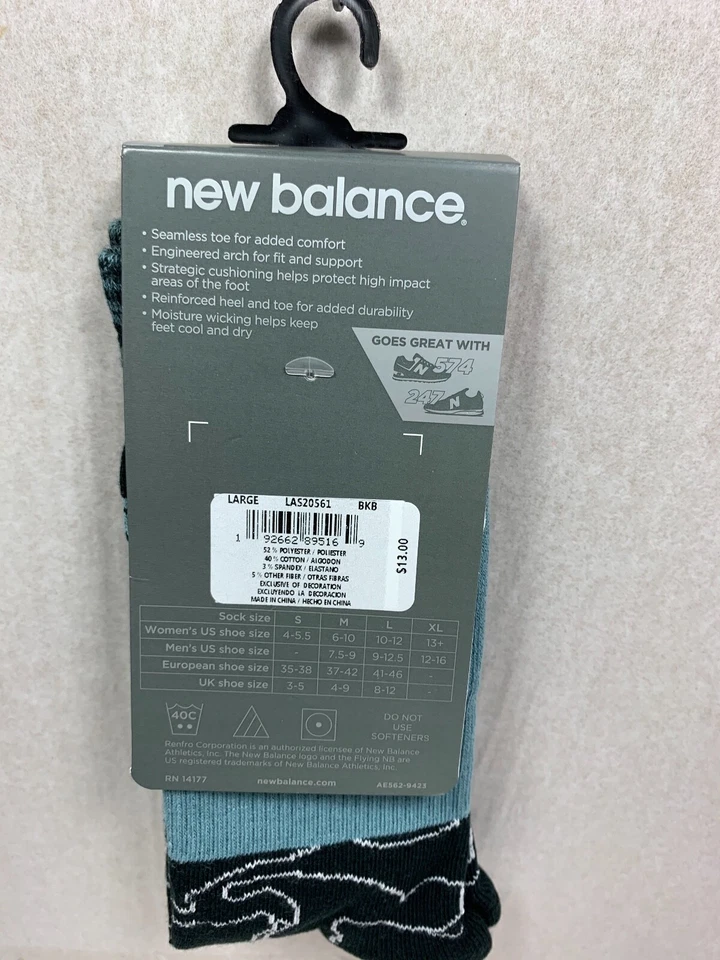 new balance®
• Seamless toe for added comfort
• Engineered arch for fit and support
• Strategic cushioning helps protect high impact
areas of the foot
• Reinforced heel and toe for added durability
• Moisture wicking helps keep
feet cool and dry
GOES GREAT WITH
N 574
247 N
LARGE LAS20561 BKB
1 92662 89516 9
$13.00
52 % POLYESTER / POLIESTER
40 % COTTON / ALGODON
3 % SPANDEX / ELASTANO
5 % OTHER FIBER / OTRAS FIBRAS
EXCLUSIVE OF DECORATION
EXCLUYENDO LA DECORACION
MADE IN CHINA / HECHO EN CHINA
Sock size S M L XL
Women's US shoe size 4-5.5 6-10 10-12 13+
Men's US shoe size - 7.5-9 9-12.5 12-16
European shoe size 35-38 37-42 41-46 -
UK shoe size 3-5 4-9 8-12 -
40C
DO NOT
USE
SOFTENERS
Renfro Corporation is an authorized licensee of New Balance
Athletics, Inc. The New Balance logo and the Flying NB are
US registered trademarks of New Balance Athletics, Inc.
RN 14177 newbalance.com AE562-9423